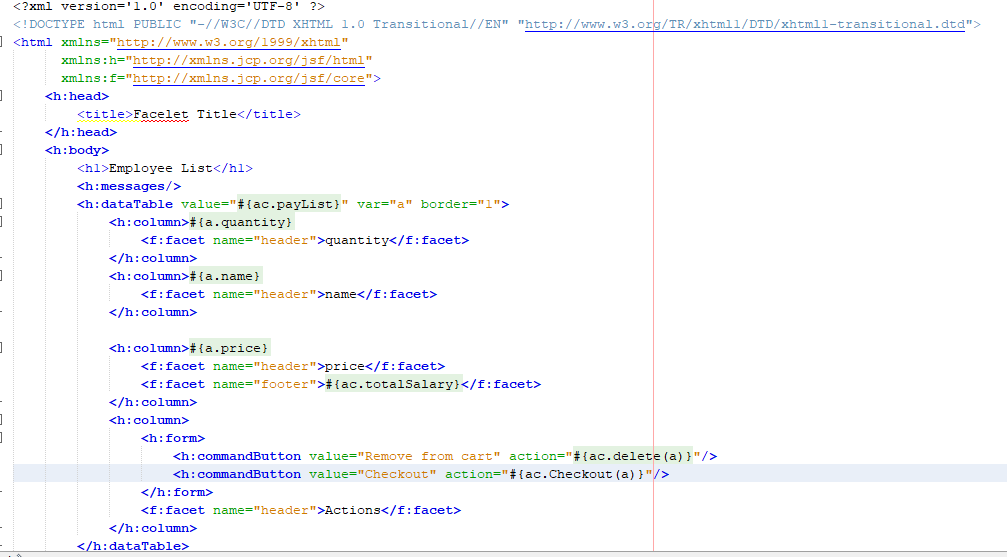 <?xml version='1.0' encoding='UTF-8' ?>
<!DOCTYPE html PUBLIC "-//W3C//DTD XHTML 1.0 Transitional//EN" "http://www.w3.org/TR/xhtml1/DTD/xhtml1-transitional.dtd">
<html xmlns="http://www.w3.org/1999/xhtml"
      xmlns:h="http://xmlns.jcp.org/jsf/html"
      xmlns:f="http://xmlns.jcp.org/jsf/core">
    <h:head>
        <title>Facelet Title</title>
    </h:head>
    <h:body>
        <h1>Employee List</h1>
        <h:messages/>
        <h:dataTable value="#{ac.payList}" var="a" border="1">
            <h:column>#{a.quantity}
                <f:facet name="header">quantity</f:facet>
            </h:column>
            <h:column>#{a.name}
                <f:facet name="header">name</f:facet>
            </h:column>

            <h:column>#{a.price}
                <f:facet name="header">price</f:facet>
                <f:facet name="footer">#{ac.totalSalary}</f:facet>
            </h:column>
            <h:column>
                <h:form>
                    <h:commandButton value="Remove from cart" action="#{ac.delete(a)}"/>
                    <h:commandButton value="Checkout" action="#{ac.Checkout(a)}"/>
                </h:form>
                <f:facet name="header">Actions</f:facet>
            </h:column>
        </h:dataTable>